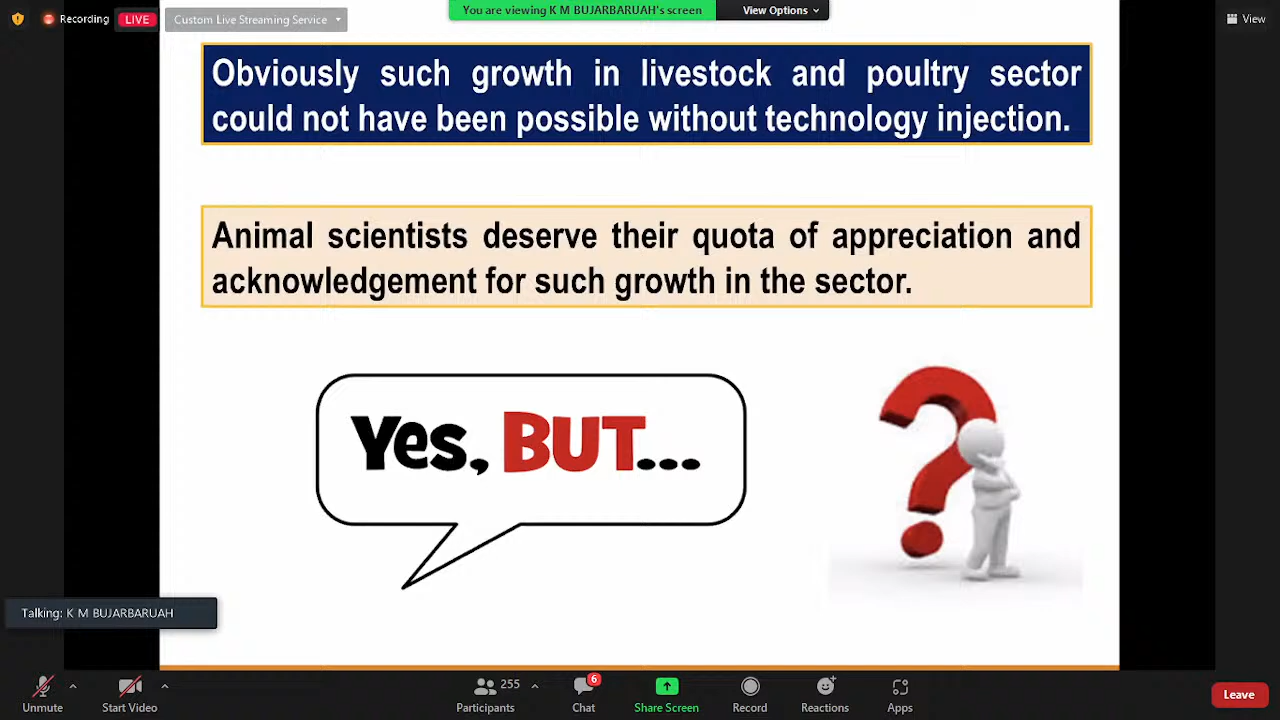 Recording
LIVE
Custom Live Streaming Service
You are viewing K M BUJARBARUAH's screen
View Options
View
Obviously such growth in livestock and poultry sector
could not have been possible without technology injection.
Animal scientists deserve their quota of appreciation and
acknowledgement for such growth in the sector.
Yes, BUT...
?
Talking: K M BUJARBARUAH
Unmute
Start Video
255
Participants
6
Chat
Share Screen
Record
Reactions
Apps
Leave